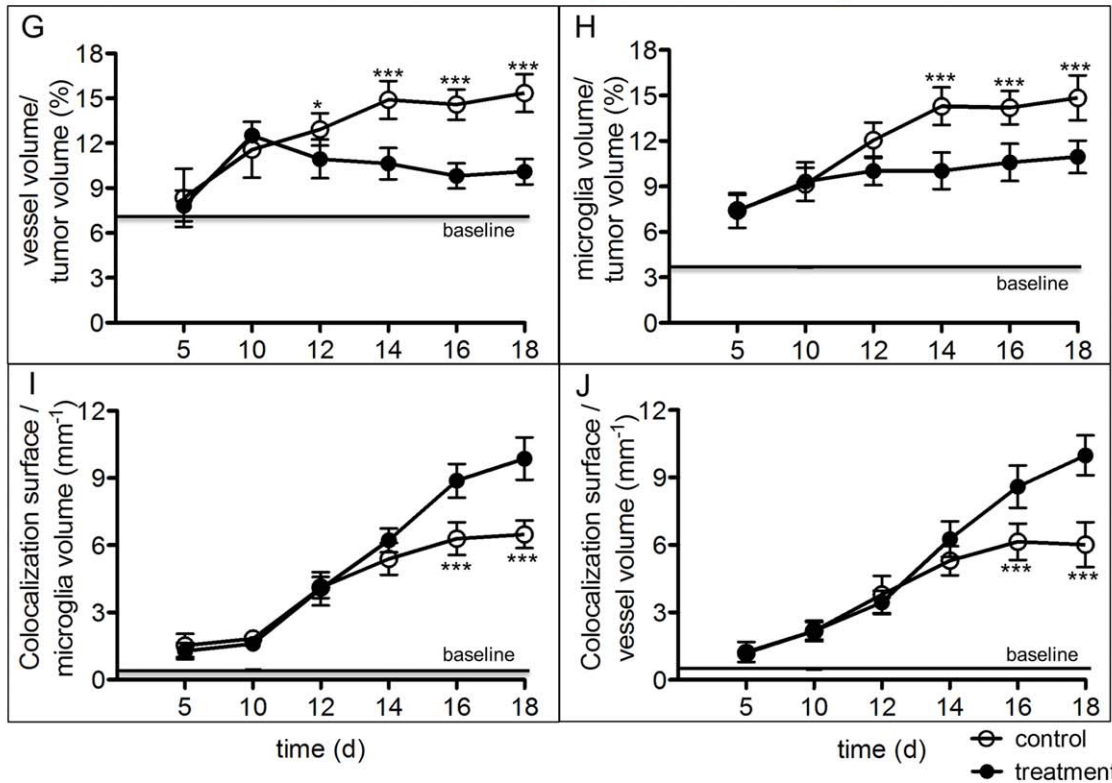 G
vessel volume/
tumor volume (%)
18
15
12
9
6
3
0
*
***
***
***
baseline
5 10 12 14 16 18
H
microglia volume/
tumor volume (%)
18
15
12
9
6
3
0
***
***
***
baseline
5 10 12 14 16 18
I
Colocalization surface /
microglia volume (mm⁻¹)
12
9
6
3
0
***
***
baseline
5 10 12 14 16 18
time (d)
J
Colocalization surface /
vessel volume (mm⁻¹)
12
9
6
3
0
***
***
baseline
5 10 12 14 16 18
time (d)
control
treatment